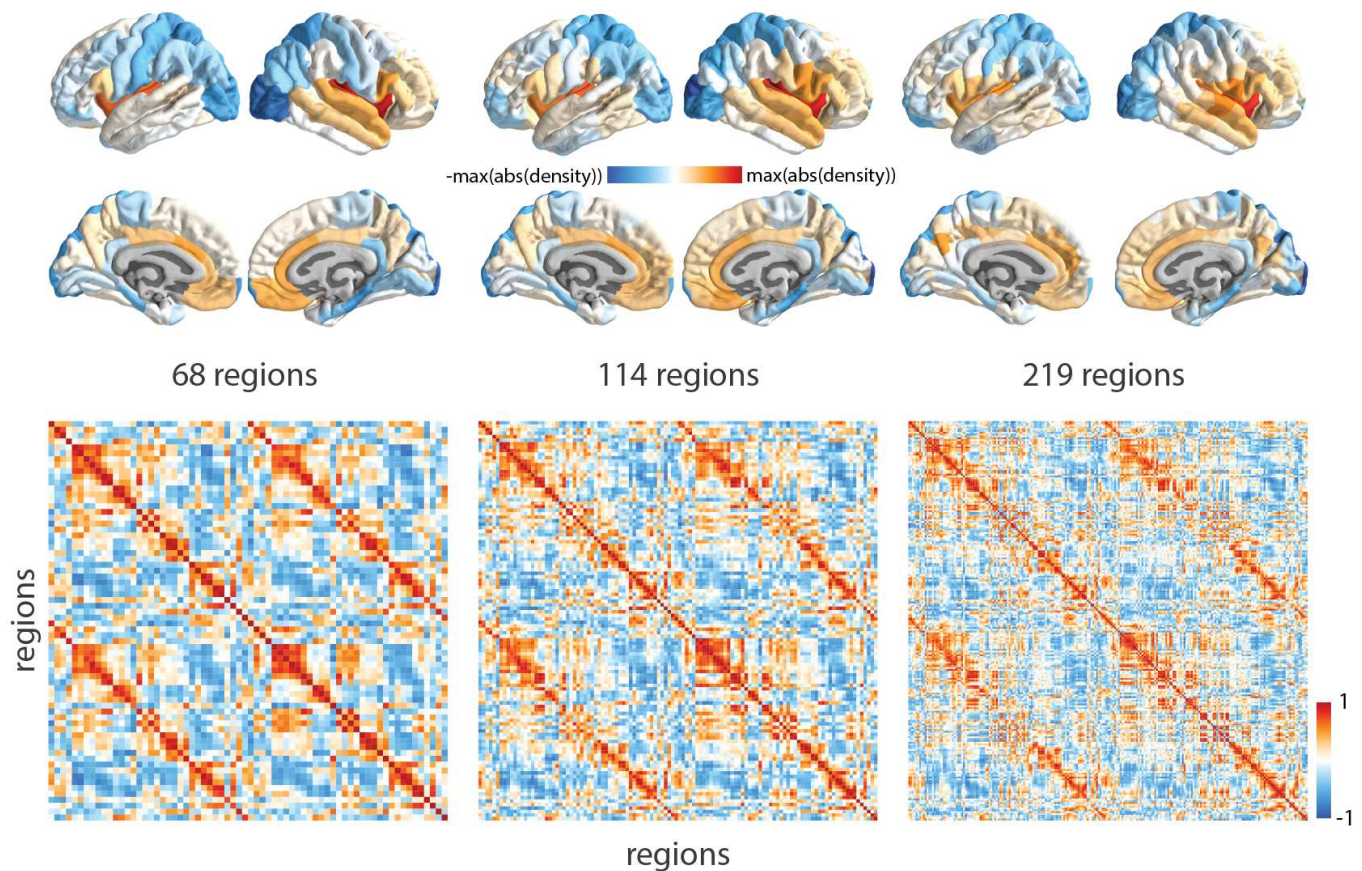 -max(abs(density))
max(abs(density))
68 regions
114 regions
219 regions
regions
1
-1
regions